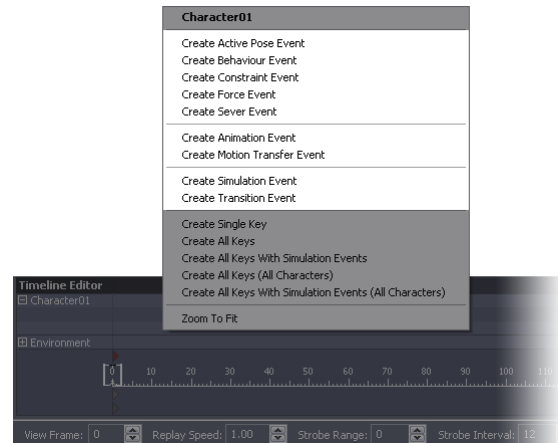 Character01
Create Active Pose Event
Create Behaviour Event
Create Constraint Event
Create Force Event
Create Sever Event
Create Animation Event
Create Motion Transfer Event
Create Simulation Event
Create Transition Event
Create Single Key
Create All Keys
Create All Keys With Simulation Events
Create All Keys (All Characters)
Create All Keys With Simulation Events (All Characters)
Zoom To Fit
Timeline Editor
Character01
Environment
0 10 20 30 40 50 60 70 80 90 100 110
View Frame: 0 Replay Speed: 1.00 Strobe Range: 0 Strobe Interval: 12